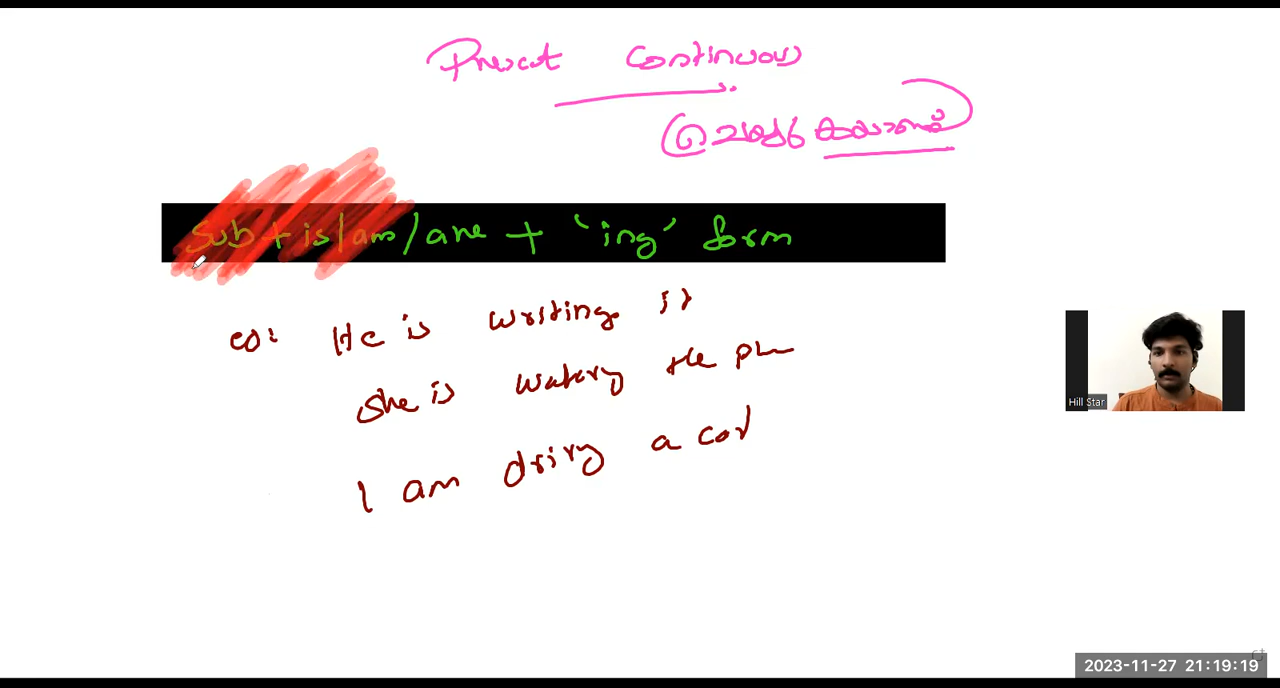 Present Continuous
Sub + is/am/are + 'ing' form
eg: He is writing it
She is watering the
I am driving a car
Hill Star
2023-11-27 21:19:19